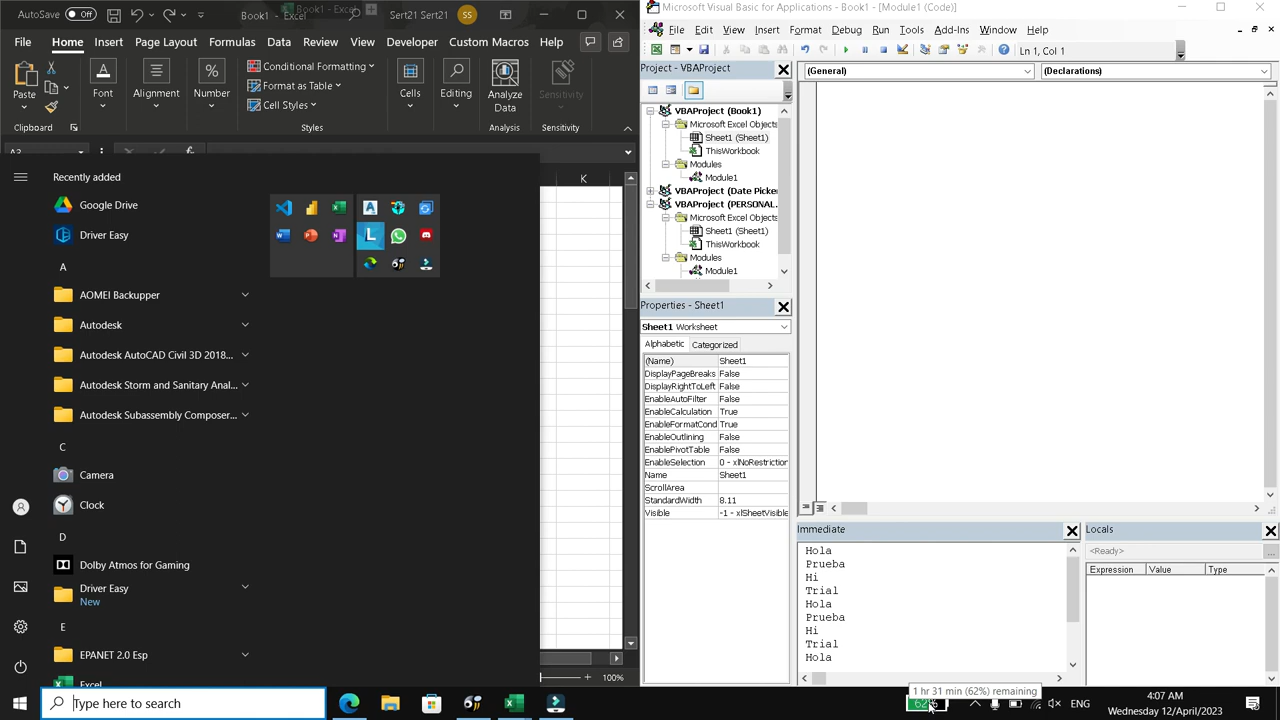 AutoSave Off Book1 - Excel Sert21 Sert21 SS
Book1 - Excel
File Home Insert Page Layout Formulas Data Review View Developer Custom Macros Help
Paste Font Alignment Number Conditional Formatting Format as Table Cell Styles Cells Editing Analyze Data Sensitivity
Clipboard Styles Analysis Sensitivity
K
100%
Recently added
Google Drive
Driver Easy
A
AOMEI Backupper
Autodesk
Autodesk AutoCAD Civil 3D 2018...
Autodesk Storm and Sanitary Anal...
Autodesk Subassembly Composer...
C
Camera
Clock
D
Dolby Atmos for Gaming
Driver Easy
New
E
EPANET 2.0 Esp
Excel
Type here to search
Microsoft Visual Basic for Applications - Book1 - [Module1 (Code)]
File Edit View Insert Format Debug Run Tools Add-Ins Window Help
Ln 1, Col 1
Project - VBAProject
VBAProject (Book1)
Microsoft Excel Objects
Sheet1 (Sheet1)
ThisWorkbook
Modules
Module1
VBAProject (Date Picke
VBAProject (PERSONAL.
Microsoft Excel Objects
Sheet1 (Sheet1)
ThisWorkbook
Modules
Module1
Properties - Sheet1
Sheet1 Worksheet
Alphabetic Categorized
(Name) Sheet1
DisplayPageBreaks False
DisplayRightToLeft False
EnableAutoFilter False
EnableCalculation True
EnableFormatCond True
EnableOutlining False
EnablePivotTable False
EnableSelection 0 - xlNoRestriction
Name Sheet1
ScrollArea
StandardWidth 8.11
Visible -1 - xlSheetVisible
(General) (Declarations)
Immediate
Hola
Prueba
Hi
Trial
Hola
Prueba
Hi
Trial
Hola
Locals
<Ready>
Expression Value Type
1 hr 31 min (62%) remaining
62%
ENG
4:07 AM
Wednesday 12/April/2023